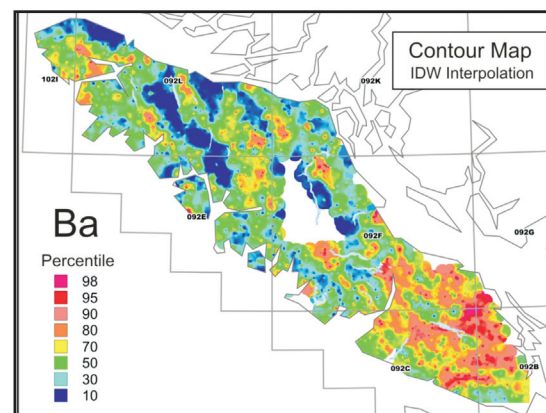 Contour Map
IDW Interpolation
102I
092L
092K
092E
092F
092G
092C
092B
Ba
Percentile
98
95
90
80
70
50
30
10